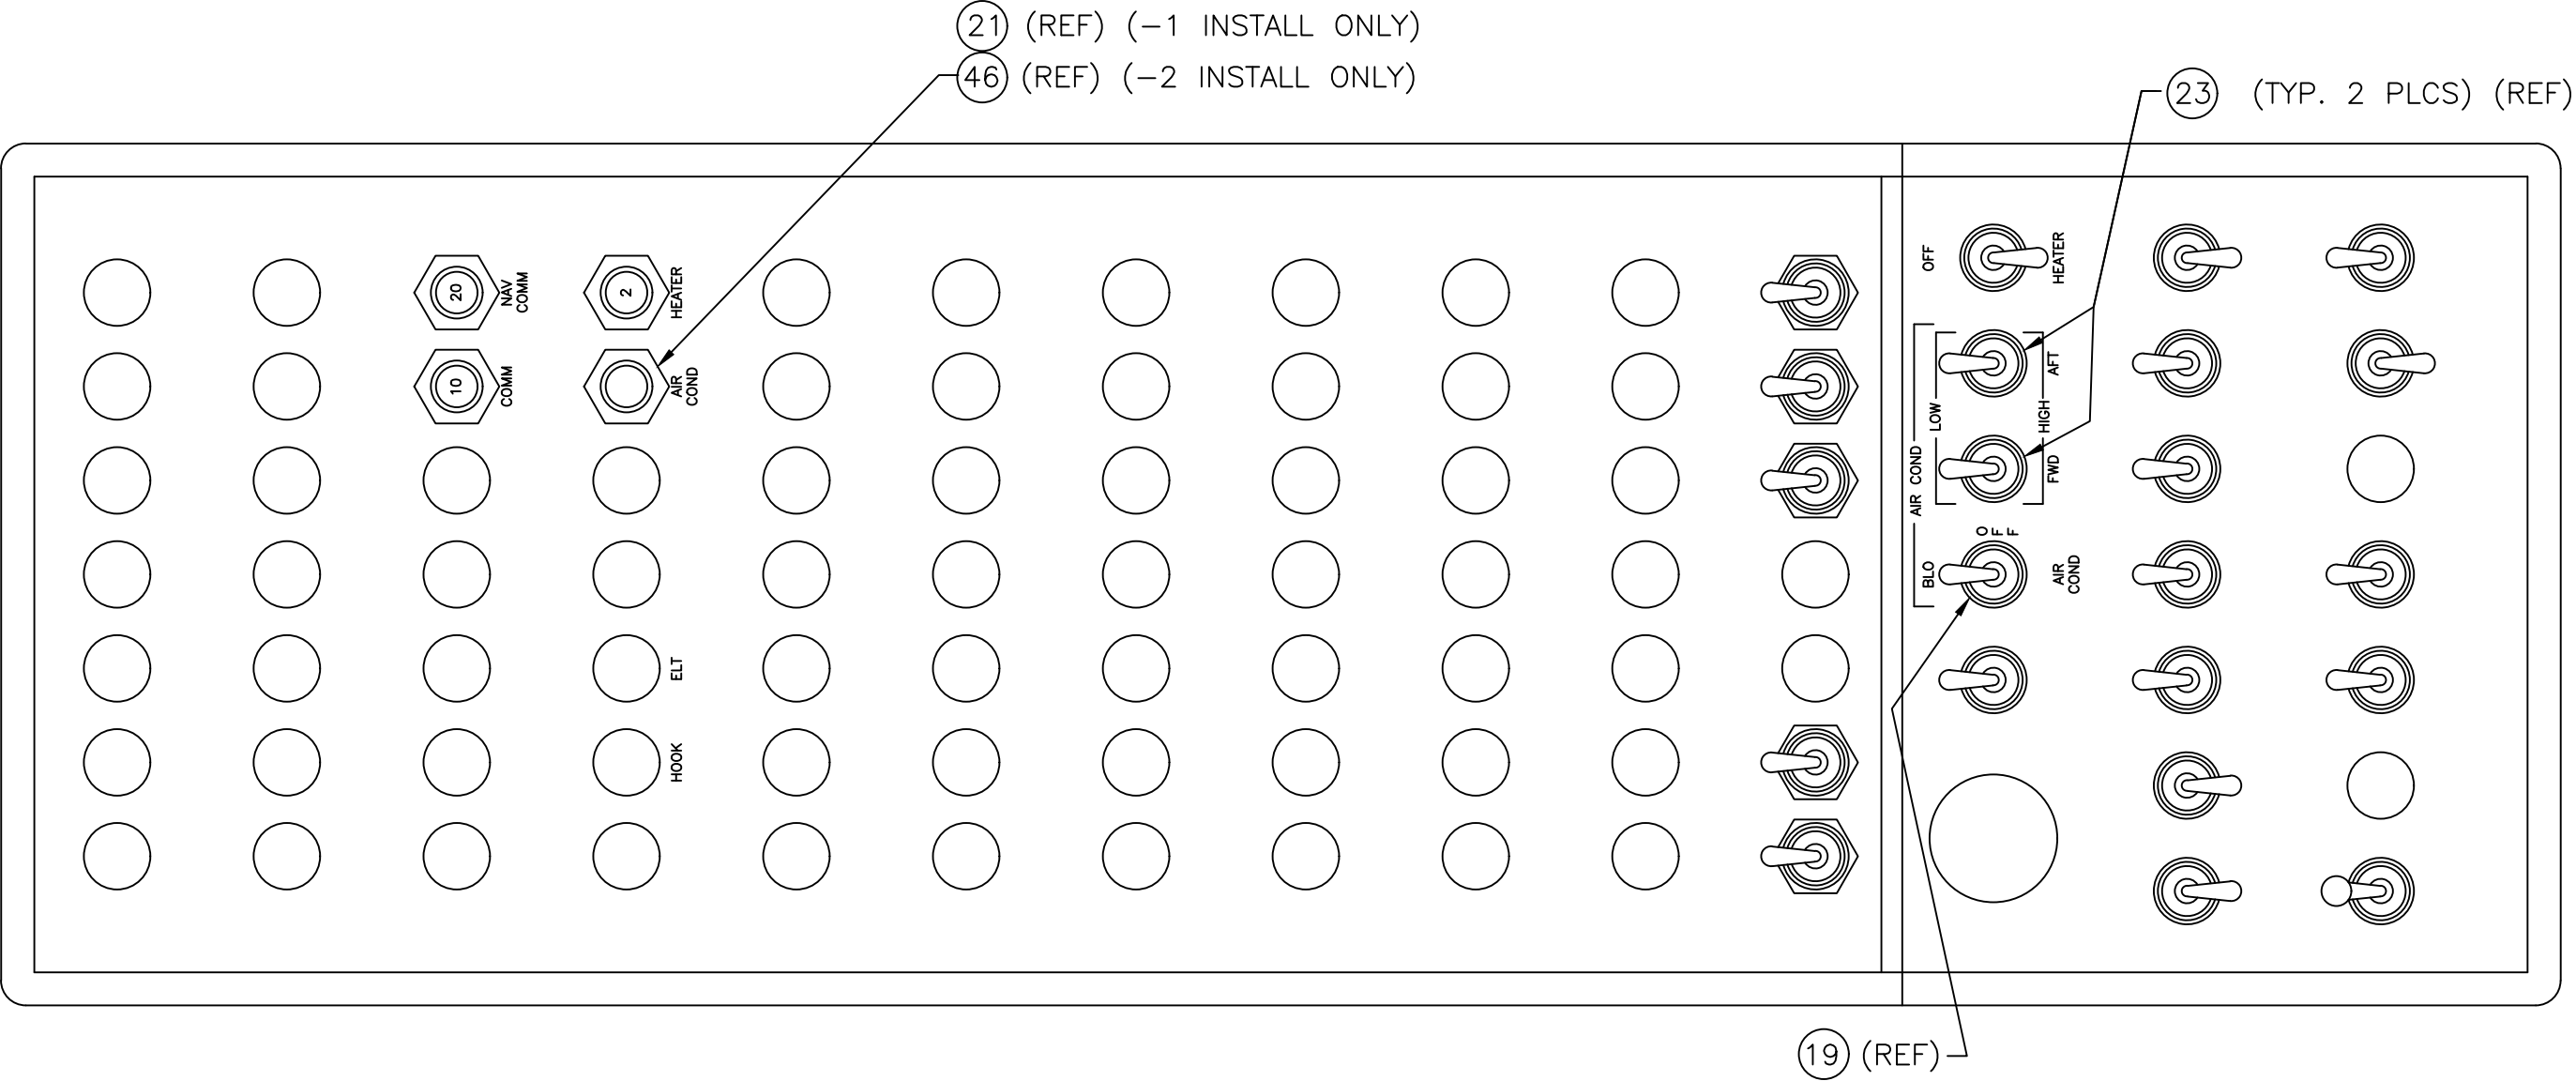 21 (REF) (-1 INSTALL ONLY)
46 (REF) (-2 INSTALL ONLY)
23 (TYP. 2 PLCS) (REF)
20
NAV
COMM
2
HEATER
10
COMM
AIR
COND
ELT
HOOK
OFF
HEATER
AIR COND
LOW
HIGH
AFT
FWD
OFF
BLO
AIR
COND
19 (REF)